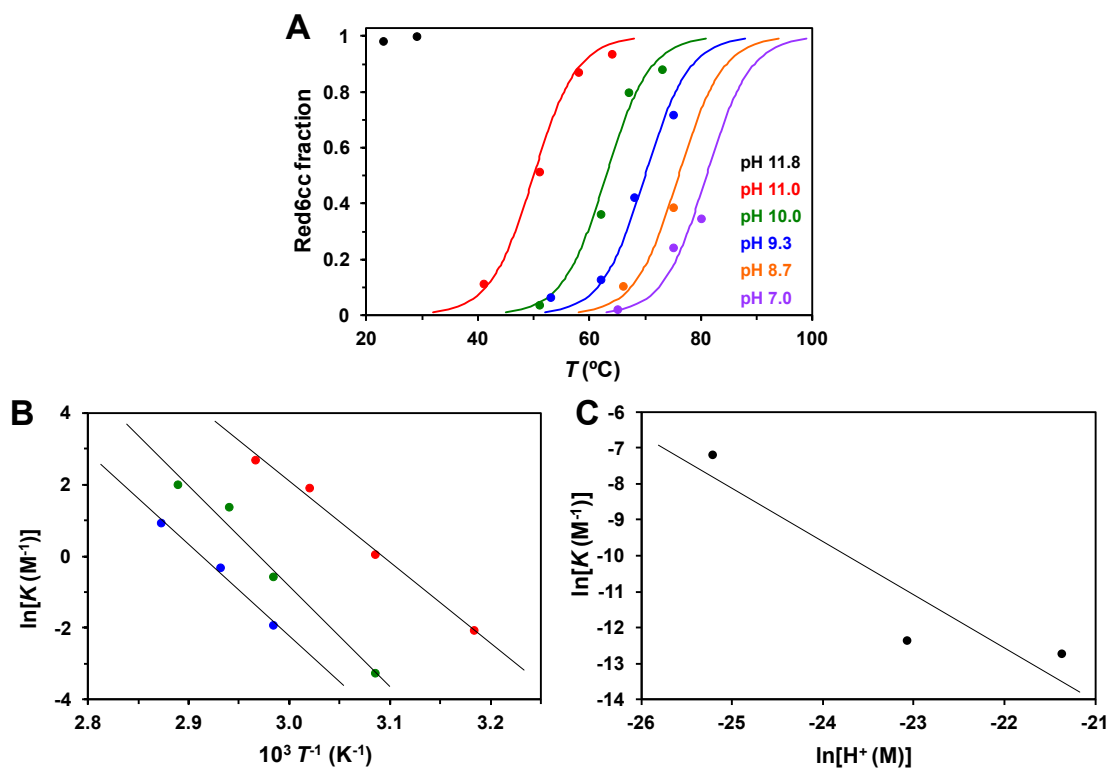 A
Red6cc fraction
1
0.8
0.6
0.4
0.2
0
20 40 60 80 100
T (ºC)
pH 11.8
pH 11.0
pH 10.0
pH 9.3
pH 8.7
pH 7.0
B
ln[K (M-1)]
4
2
0
-2
-4
2.8 2.9 3.0 3.1 3.2
10³ T-1 (K-1)
C
ln[K (M-1)]
-6
-7
-8
-9
-10
-11
-12
-13
-14
-26 -25 -24 -23 -22 -21
ln[H+ (M)]